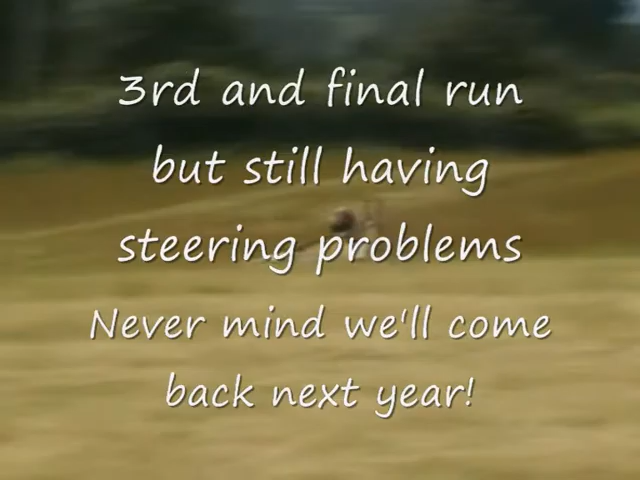 3rd and final run
but still having
steering problems
Never mind we'll come
back next year!